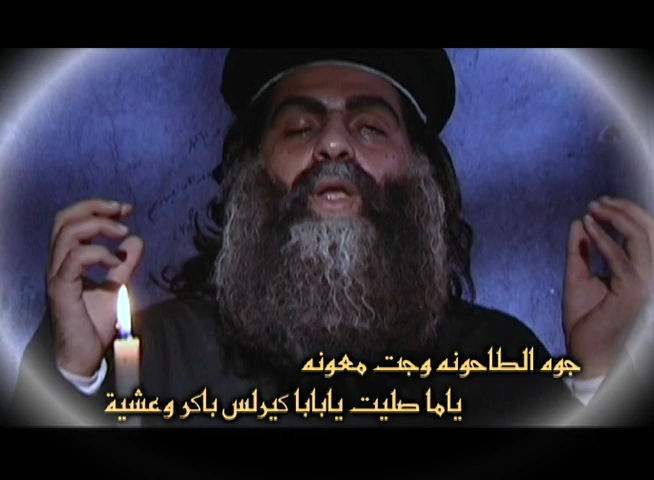 جوه الطاحونه وجت معونه
ياما صليت يابابا كيرلس باكر وعشية